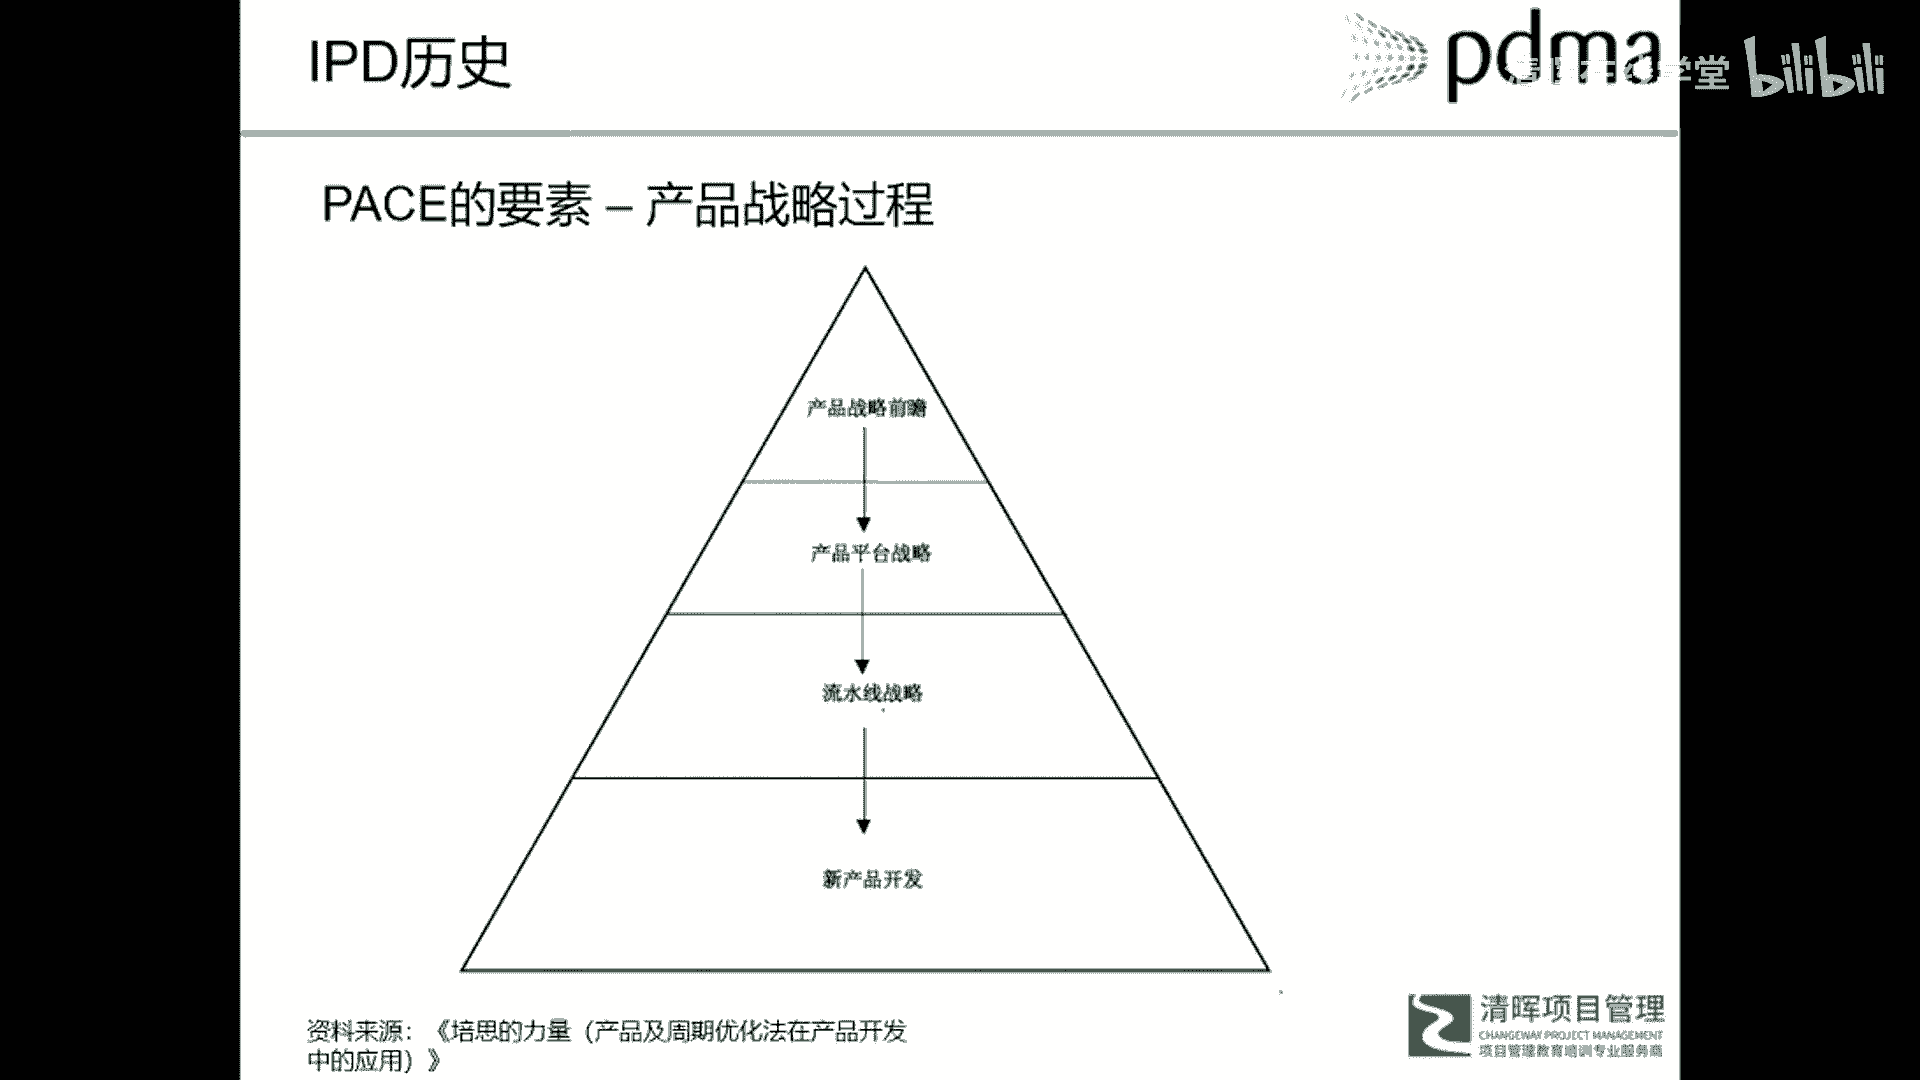 IPD历史
pdma
学堂 bilibili
PACE的要素 – 产品战略过程
产品战略前瞻
产品平台战略
流水线战略
新产品开发
资料来源：《培思的力量（产品及周期优化法在产品开发
中的应用）》
清晖项目管理
CHANGEWAY PROJECT MANAGEMENT
项目管理教育培训专业服务商